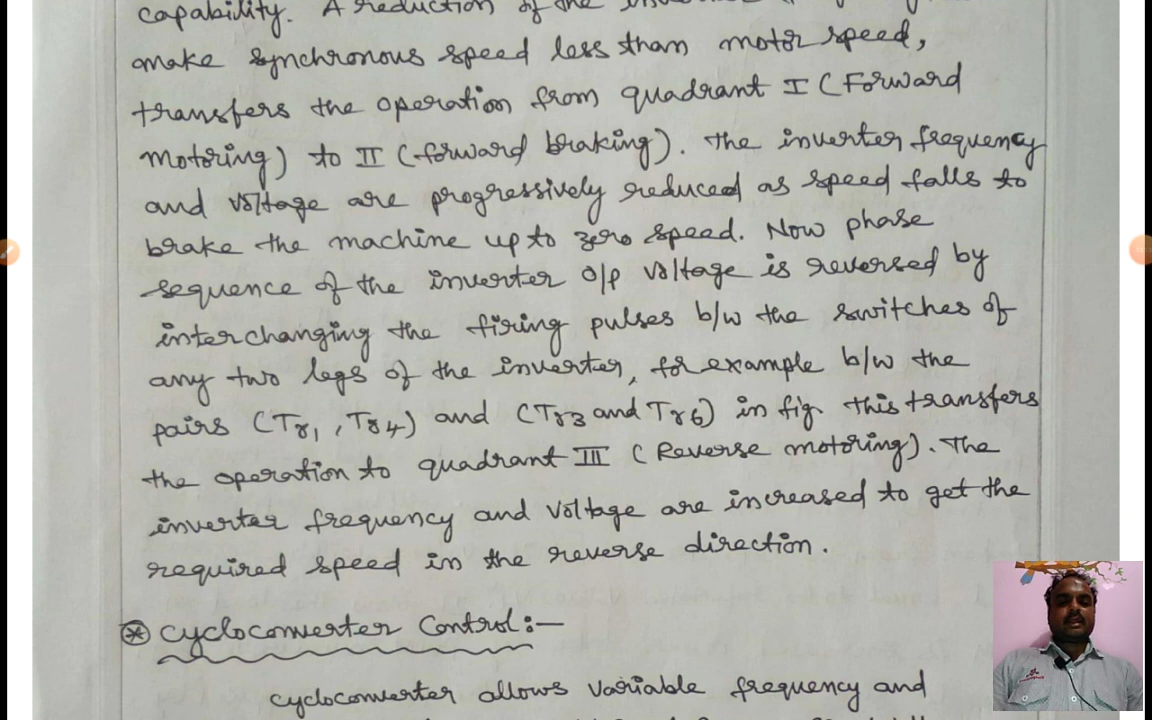 capability. A reduction of the
make synchronous speed less than motor speed,
transfers the operation from quadrant I (Forward
motoring) to II (forward braking). The inverter frequency
and voltage are progressively reduced as speed falls to
brake the machine up to zero speed. Now phase
sequence of the inverter o/p voltage is reversed by
interchanging the firing pulses b/w the switches of
any two legs of the inverter, for example b/w the
pairs (Tr1, Tr4) and (Tr3 and Tr6) in fig. this transfers
the operation to quadrant III (Reverse motoring). The
inverter frequency and voltage are increased to get the
required speed in the reverse direction.
* Cycloconverter Control:-
cycloconverter allows variable frequency and